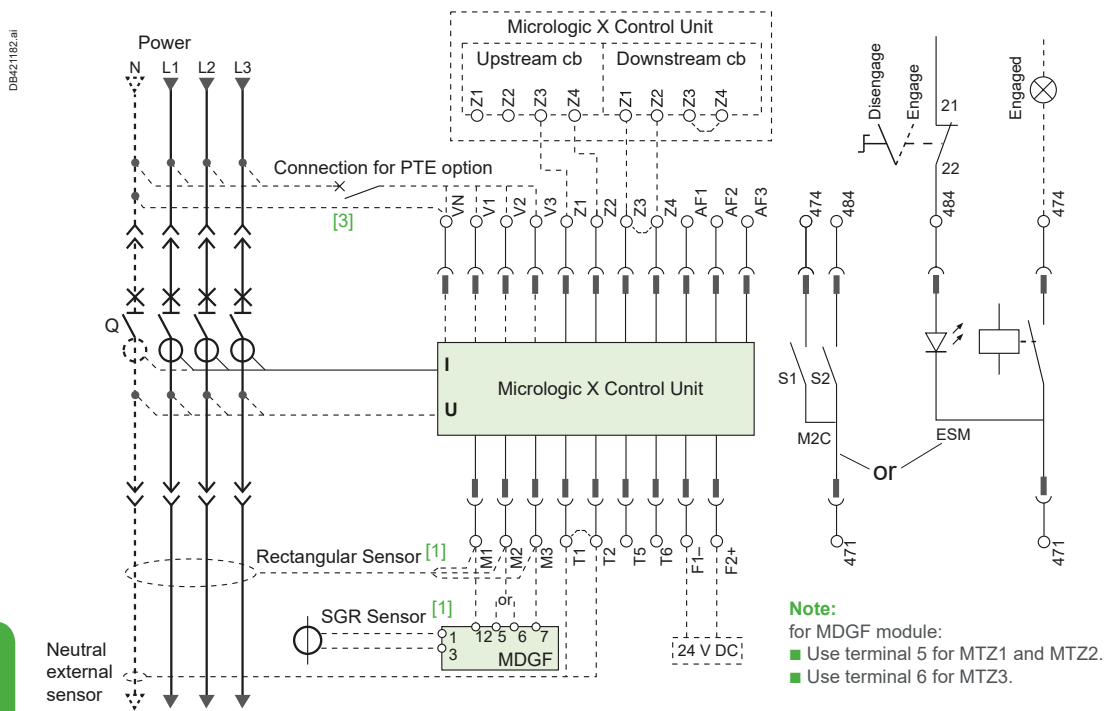 DB421182.ai
Power
N L1 L2 L3
Micrologic X Control Unit
Upstream cb Downstream cb
Z1 Z2 Z3 Z4 Z1 Z2 Z3 Z4
Disengage
Engage
Engaged
21
22
Connection for PTE option
[3]
VN V1 V2 V3 Z1 Z2 Z3 Z4 AF1 AF2 AF3
474 484 484 474
Q
I
U
Micrologic X Control Unit
S1 S2
M2C
or
ESM
M1 M2 M3 T1 T2 T5 T6 F1– F2+
471 471
Rectangular Sensor [1]
or
SGR Sensor [1]
1 12 5 6 7
3
MDGF
24 V DC
Neutral
external
sensor
Note:
for MDGF module:
■ Use terminal 5 for MTZ1 and MTZ2.
■ Use terminal 6 for MTZ3.